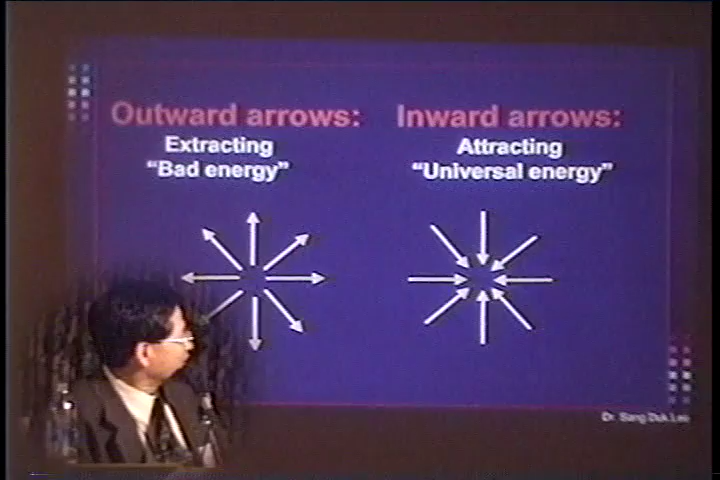 Outward arrows:
Extracting
"Bad energy"
Inward arrows:
Attracting
"Universal energy"
Dr. Sang Duk Lee